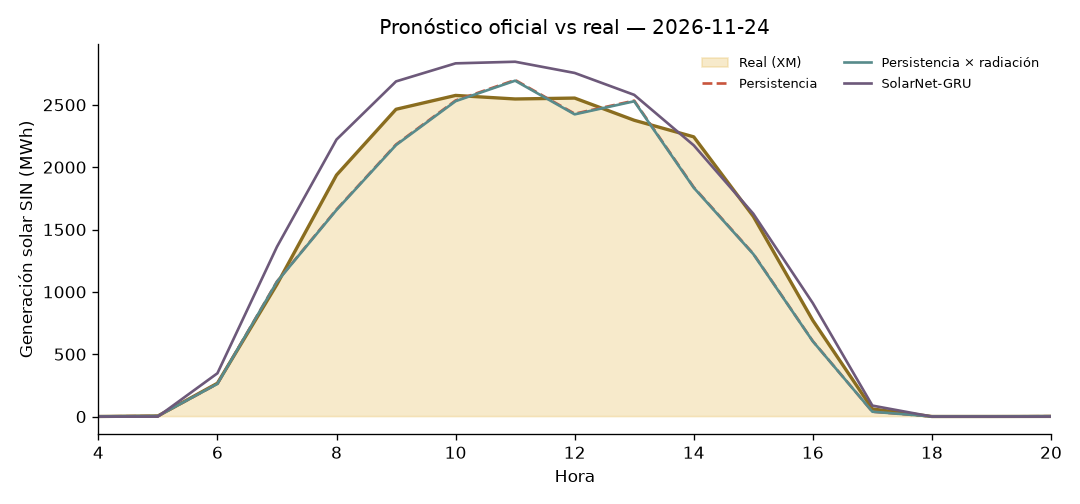 Pronóstico oficial vs real — 2026-11-24
Real (XM)
Persistencia
Persistencia × radiación
SolarNet-GRU
Generación solar SIN (MWh)
2500
2000
1500
1000
500
0
4 6 8 10 12 14 16 18 20
Hora